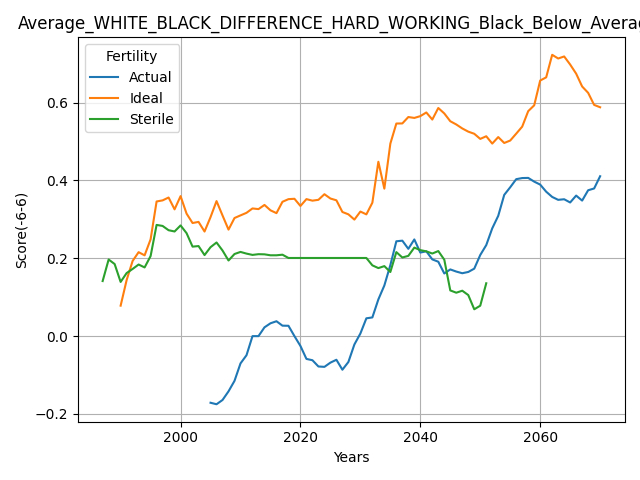 Average_WHITE_BLACK_DIFFERENCE_HARD_WORKING_Black_Below_Avera
Fertility
Actual
Ideal
Sterile
Score(-6-6)
0.6
0.4
0.2
0.0
−0.2
2000
2020
2040
2060
Years